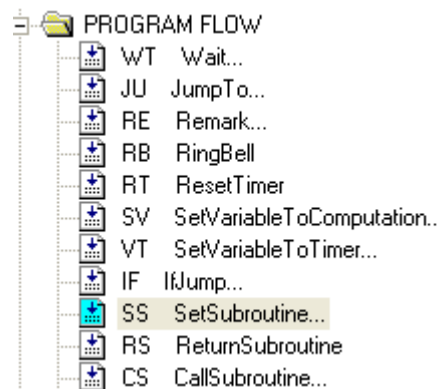 PROGRAM FLOW
WT Wait...
JU JumpTo...
RE Remark...
RB RingBell
RT ResetTimer
SV SetVariableToComputation..
VT SetVariableToTimer...
IF IfJump...
SS SetSubroutine...
RS ReturnSubroutine
CS CallSubroutine...